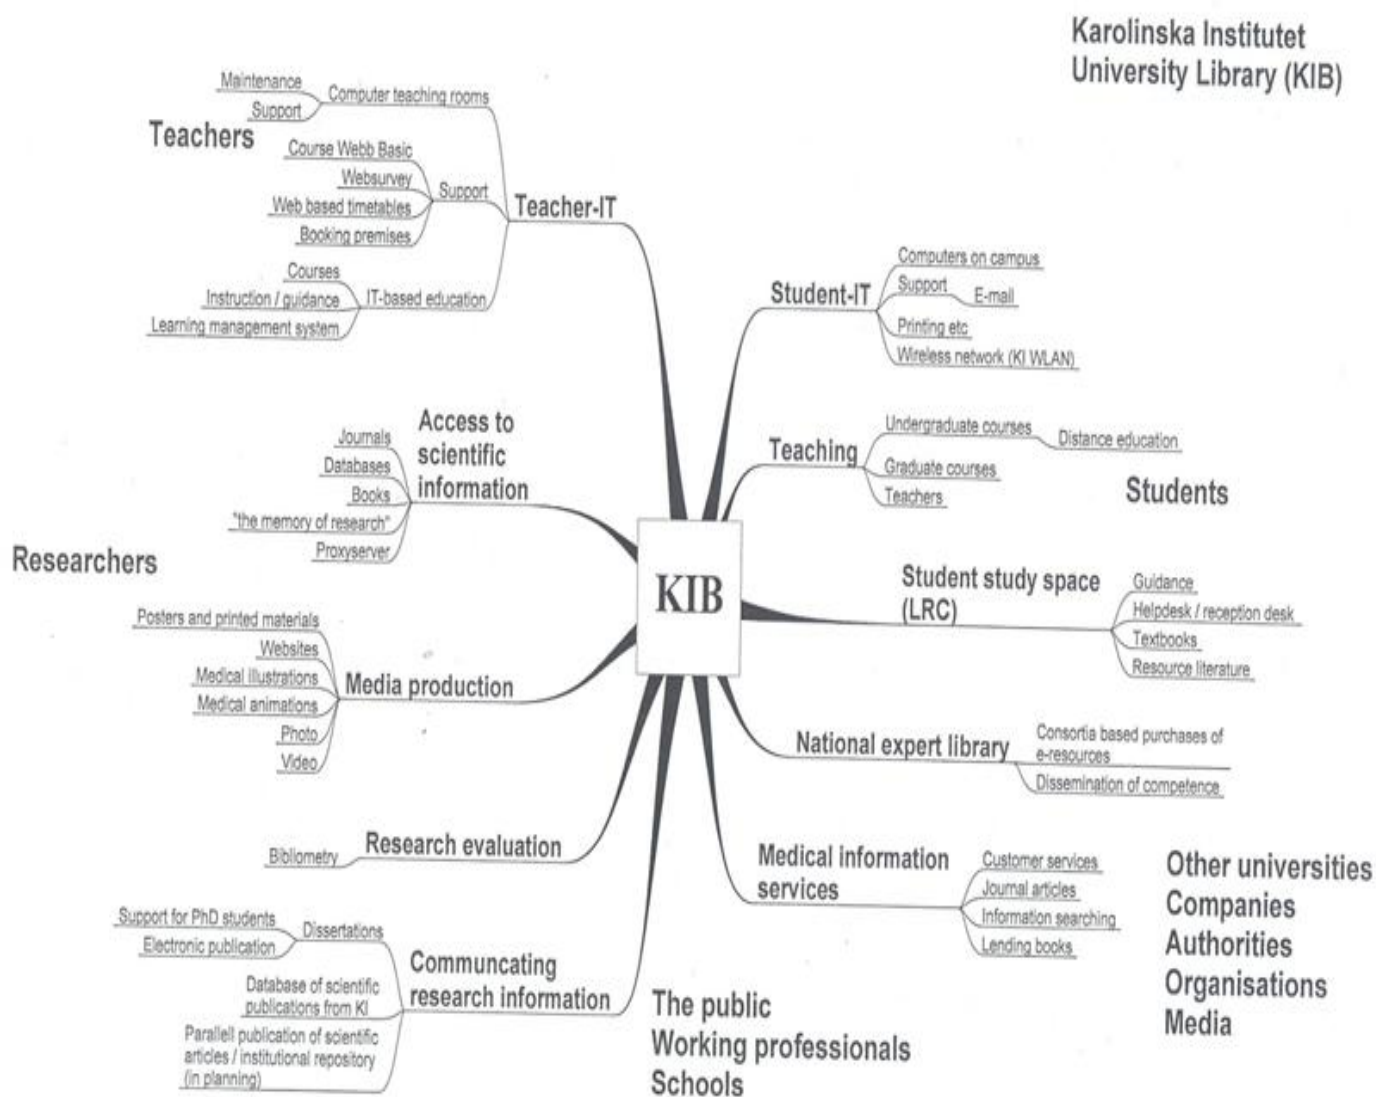 Karolinska Institutet
University Library (KIB)
Teachers
Maintenance
Support
Computer teaching rooms
Course Webb Basic
Websurvey
Web based timetables
Booking premises
Support
Teacher-IT
Courses
Instruction / guidance
Learning management system
IT-based education
Student-IT
Computers on campus
Support
E-mail
Printing etc
Wireless network (KI WLAN)
Access to
scientific
information
Journals
Databases
Books
"the memory of research"
Proxyserver
Teaching
Undergraduate courses
Distance education
Graduate courses
Teachers
Students
Researchers
KIB
Student study space
(LRC)
Guidance
Helpdesk / reception desk
Textbooks
Resource literature
Posters and printed materials
Websites
Medical illustrations
Medical animations
Photo
Video
Media production
National expert library
Consortia based purchases of
e-resources
Dissemination of competence
Research evaluation
Bibliometry
Medical information
services
Customer services
Journal articles
Information searching
Lending books
Other universities
Companies
Authorities
Organisations
Media
Support for PhD students
Electronic publication
Dissertations
Database of scientific
publications from KI
Parallell publication of scientific
articles / institutional repository
(in planning)
Communcating
research information
The public
Working professionals
Schools